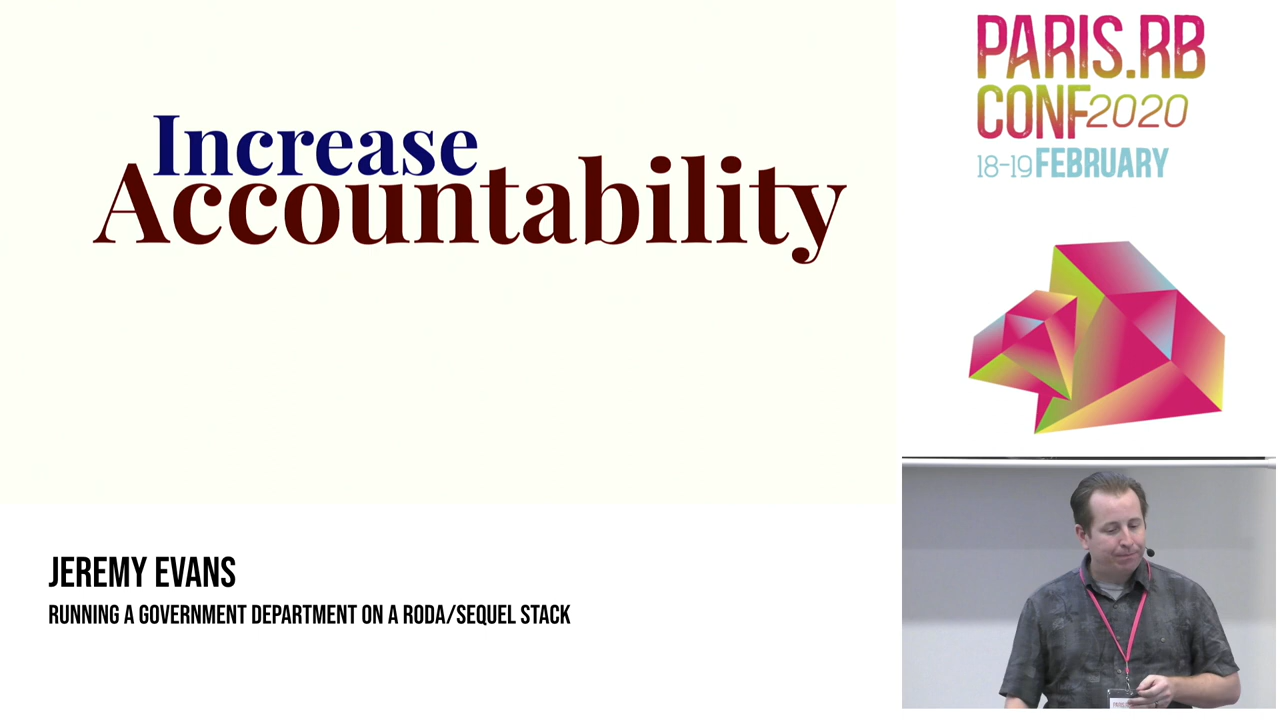 Increase
Accountability
JEREMY EVANS
RUNNING A GOVERNMENT DEPARTMENT ON A RODA/SEQUEL STACK
PARIS.RB
CONF2020
18-19 FEBRUARY